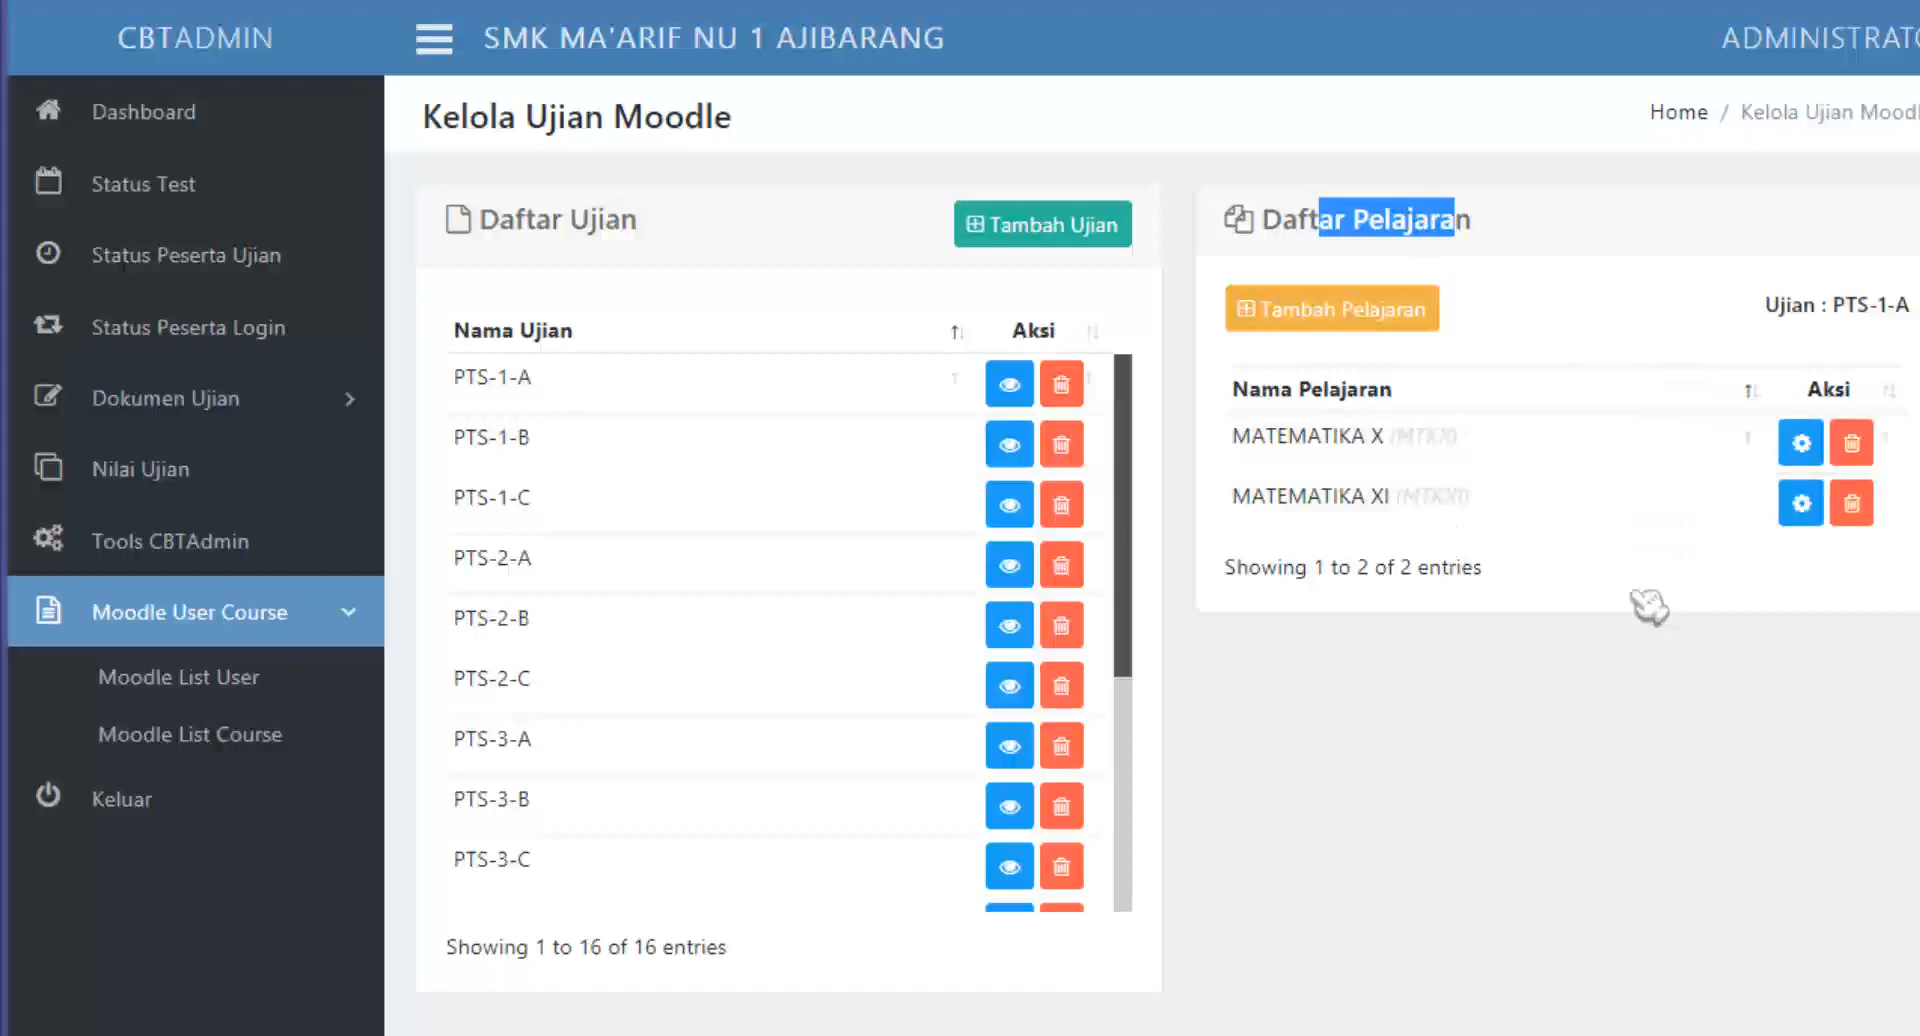 CBTADMIN
SMK MA'ARIF NU 1 AJIBARANG
ADMINISTRATO
Dashboard
Status Test
Status Peserta Ujian
Status Peserta Login
Dokumen Ujian
Nilai Ujian
Tools CBTAdmin
Moodle User Course
Moodle List User
Moodle List Course
Keluar
Kelola Ujian Moodle
Home / Kelola Ujian Moodl
Daftar Ujian
Tambah Ujian
Nama Ujian Aksi
PTS-1-A
PTS-1-B
PTS-1-C
PTS-2-A
PTS-2-B
PTS-2-C
PTS-3-A
PTS-3-B
PTS-3-C
Showing 1 to 16 of 16 entries
Daftar Pelajaran
Tambah Pelajaran
Ujian : PTS-1-A
Nama Pelajaran Aksi
MATEMATIKA X (MTKX)
MATEMATIKA XI (MTKXI)
Showing 1 to 2 of 2 entries